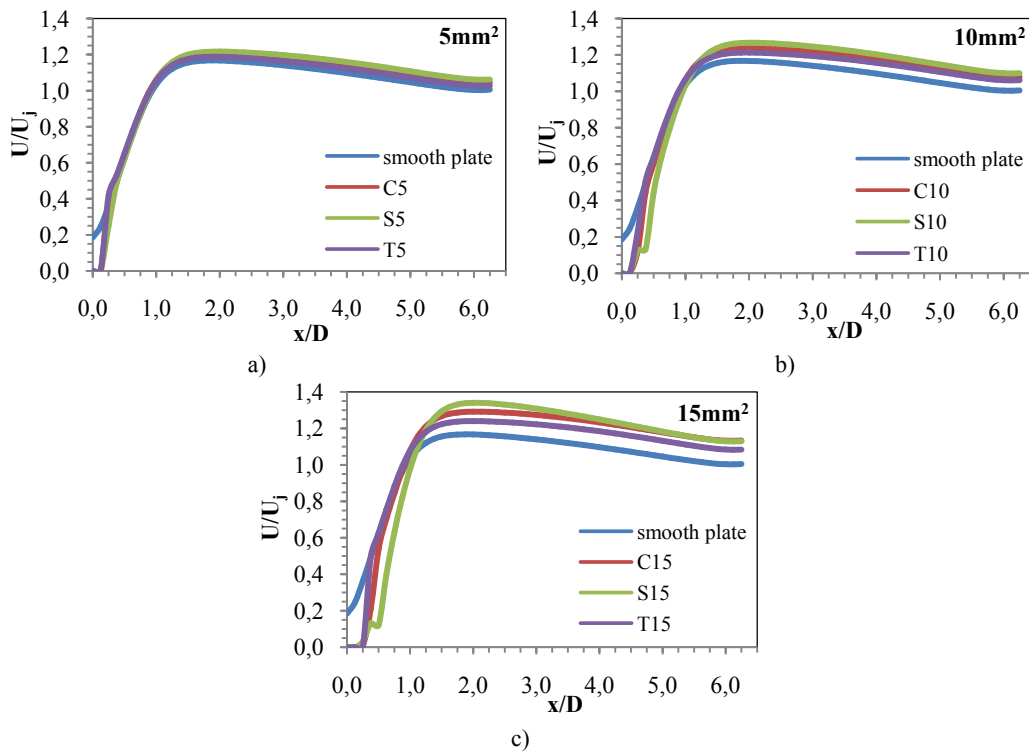 1,4
1,2
1,0
0,8
0,6
0,4
0,2
0,0
U/Uj
5mm²
smooth plate
C5
S5
T5
0,0 1,0 2,0 3,0 4,0 5,0 6,0
x/D
a)
1,4
1,2
1,0
0,8
0,6
0,4
0,2
0,0
U/Uj
10mm²
smooth plate
C10
S10
T10
0,0 1,0 2,0 3,0 4,0 5,0 6,0
x/D
b)
1,4
1,2
1,0
0,8
0,6
0,4
0,2
0,0
U/Uj
15mm²
smooth plate
C15
S15
T15
0,0 1,0 2,0 3,0 4,0 5,0 6,0
x/D
c)